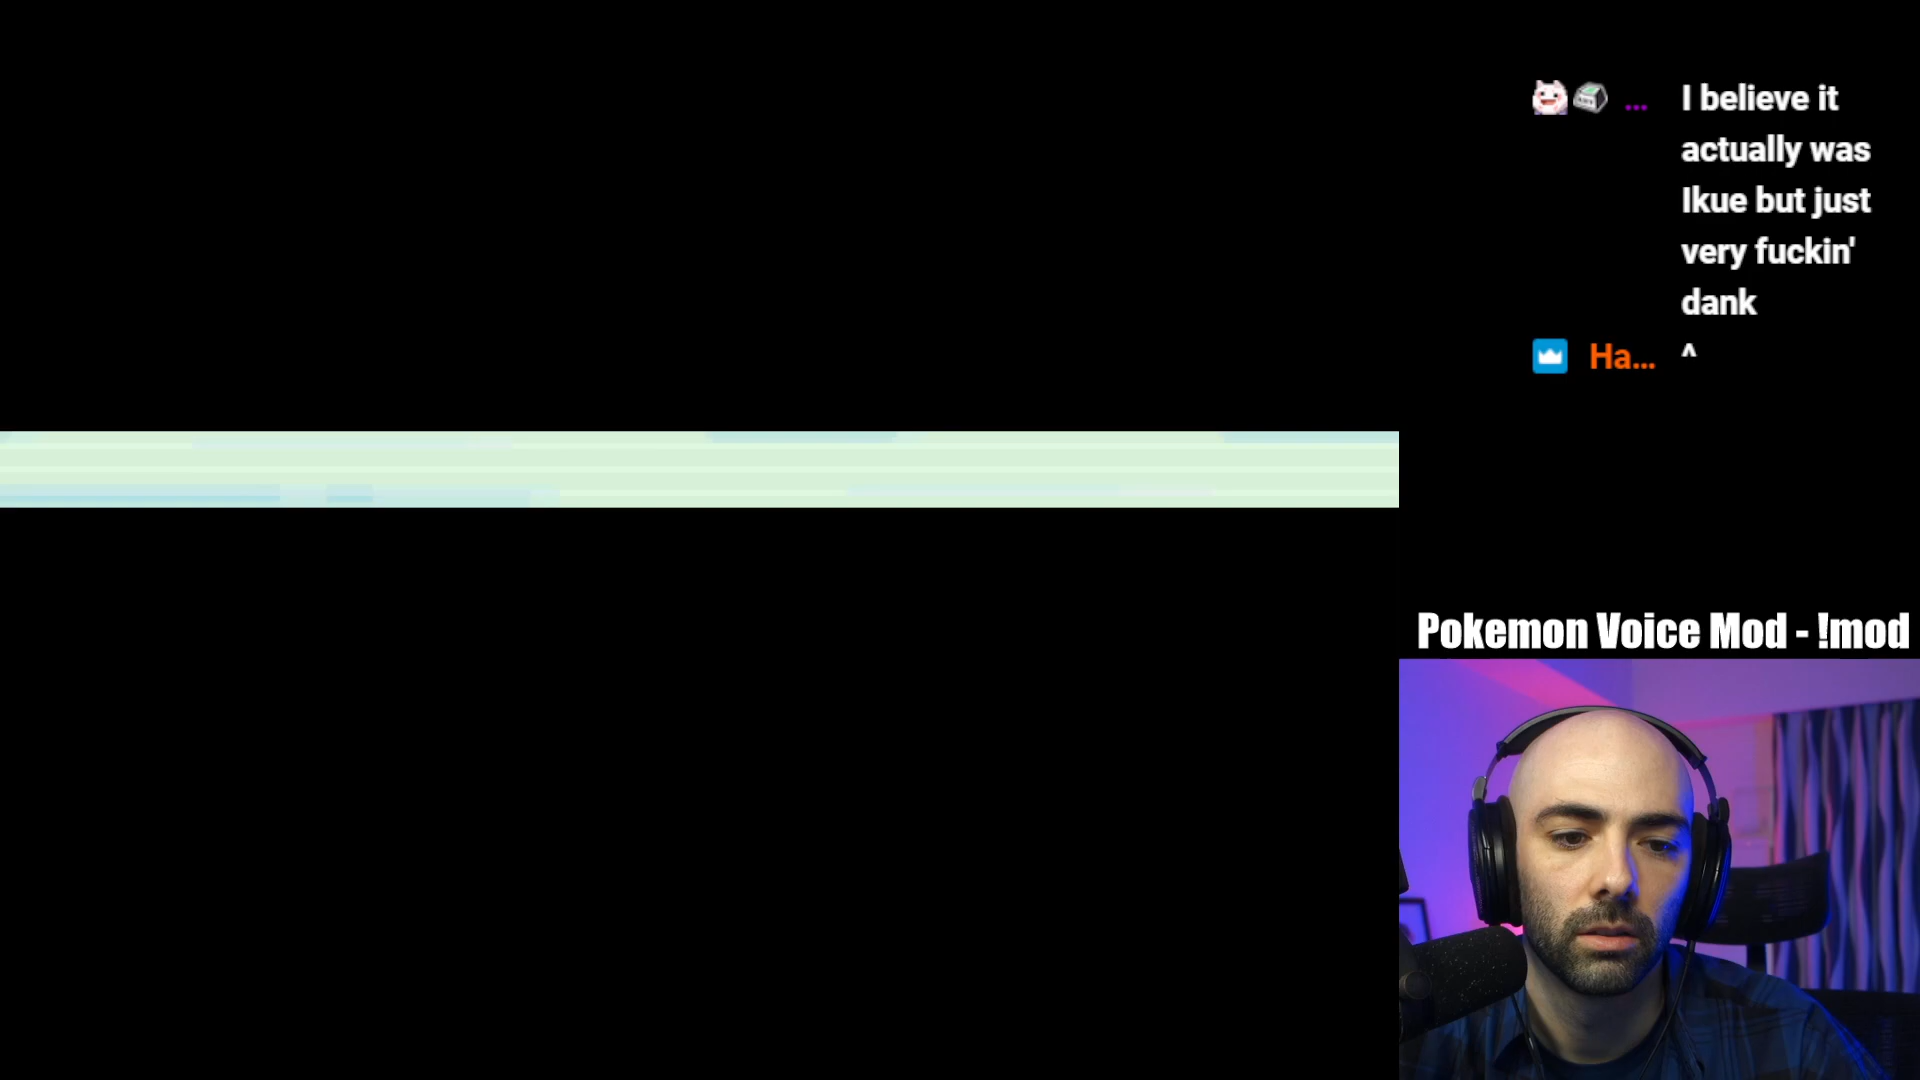 ... I believe it
actually was
Ikue but just
very fuckin'
dank
Ha... ^
Pokemon Voice Mod - !mod